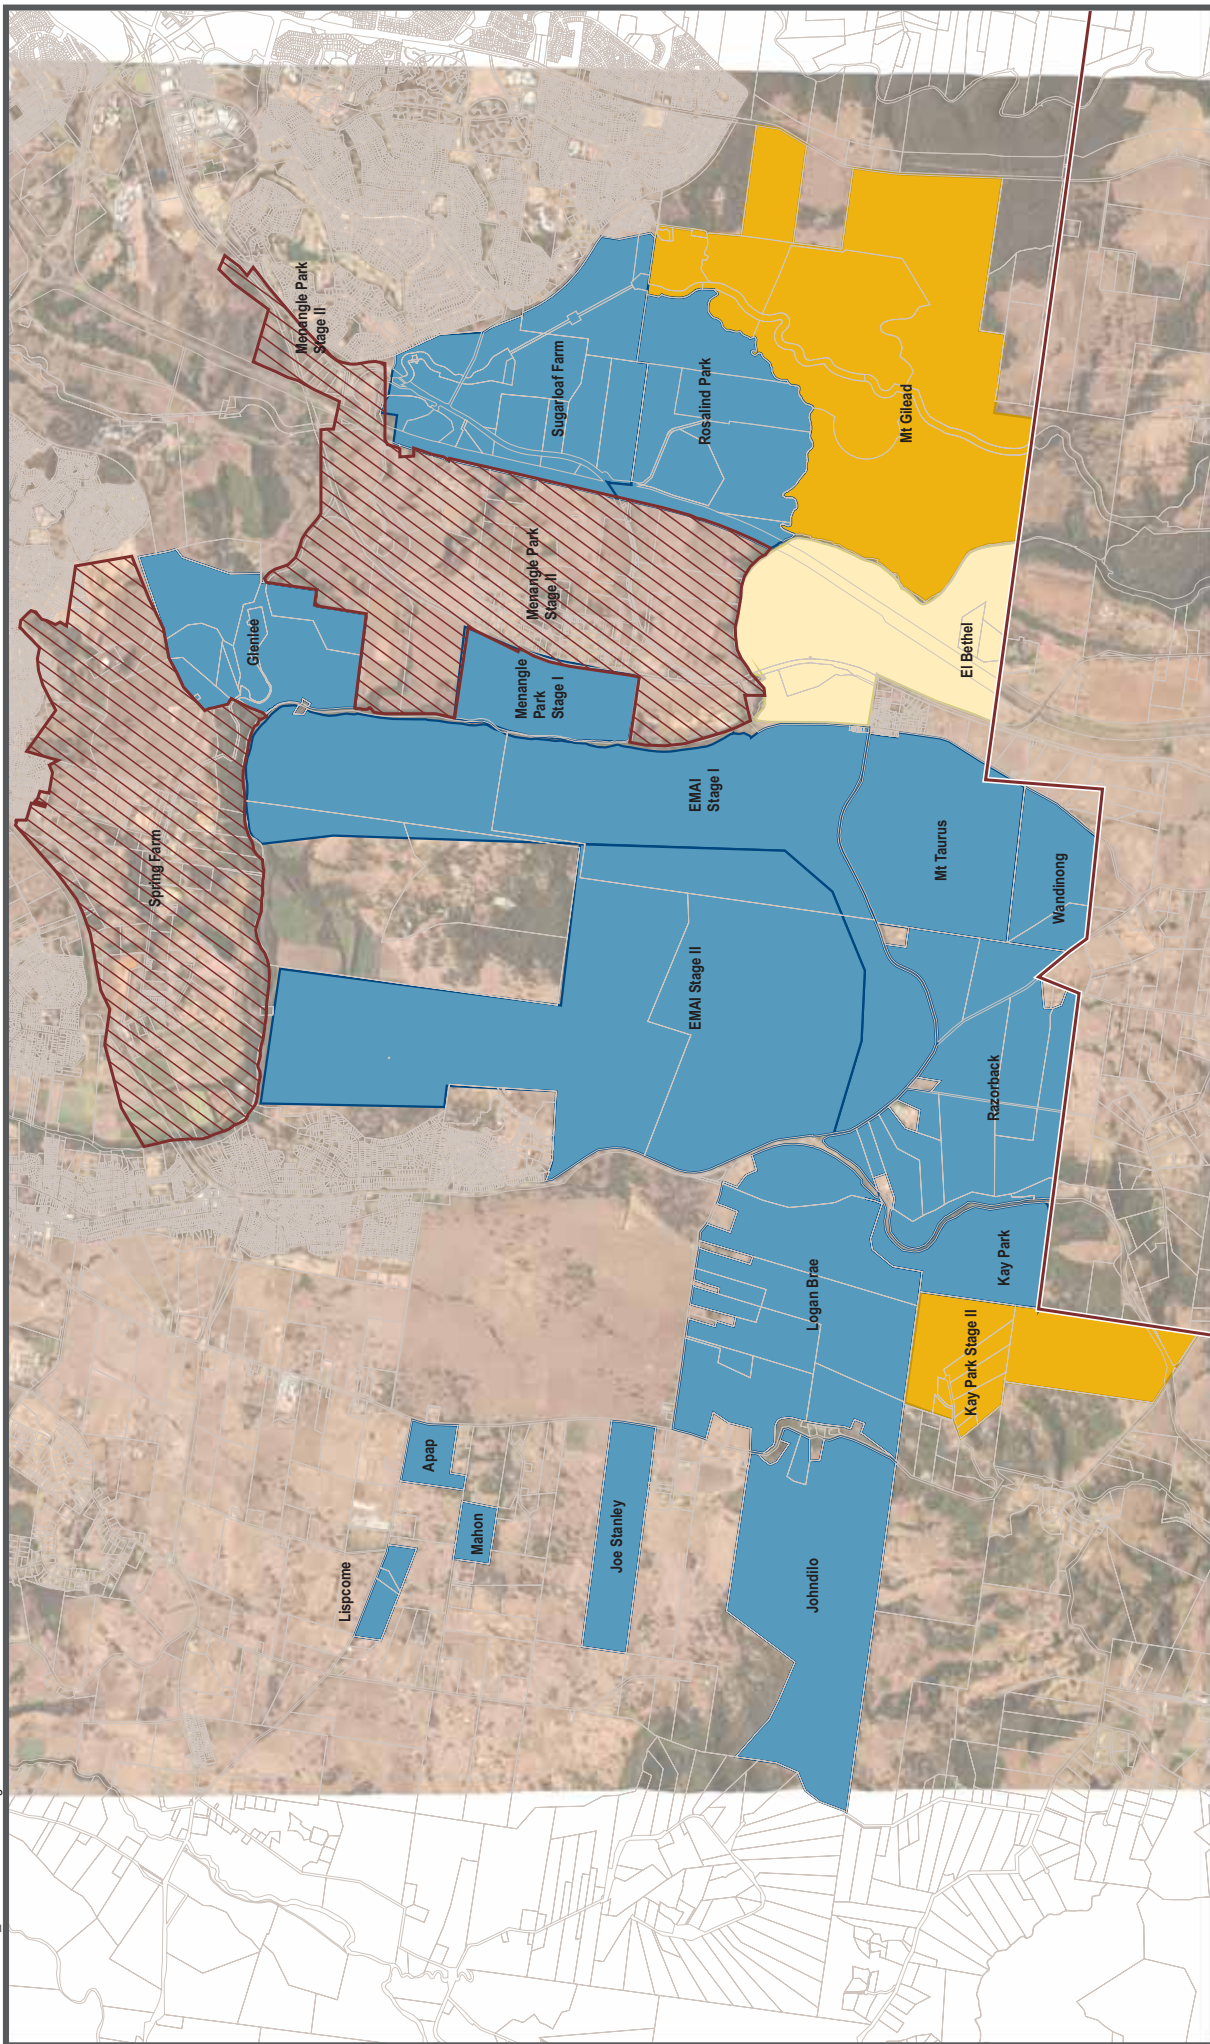 Menangle Park
Stage II
Sugarloaf Farm
Rosalind Park
Mt Gilead
Menangle Park
Stage II
Glenlee
Menangle
Park
Stage I
El Bethel
Spring Farm
EMAI
Stage I
Mt Taurus
Wandinong
EMAI Stage II
Razorback
Kay Park
Logan Brae
Kay Park Stage II
Apap
Mahon
Joe Stanley
Lispcome
Johndilo